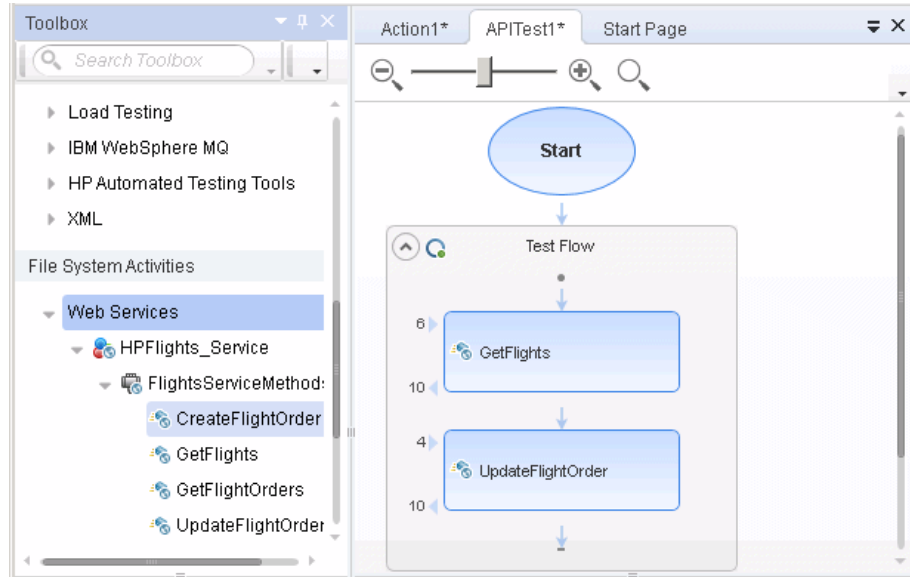 Toolbox
Search Toolbox
Load Testing
IBM WebSphere MQ
HP Automated Testing Tools
XML
File System Activities
Web Services
HPFlights_Service
FlightsServiceMethods
CreateFlightOrder
GetFlights
GetFlightOrders
UpdateFlightOrder
Action1*
APITest1*
Start Page
Start
Test Flow
6
GetFlights
10
4
UpdateFlightOrder
10